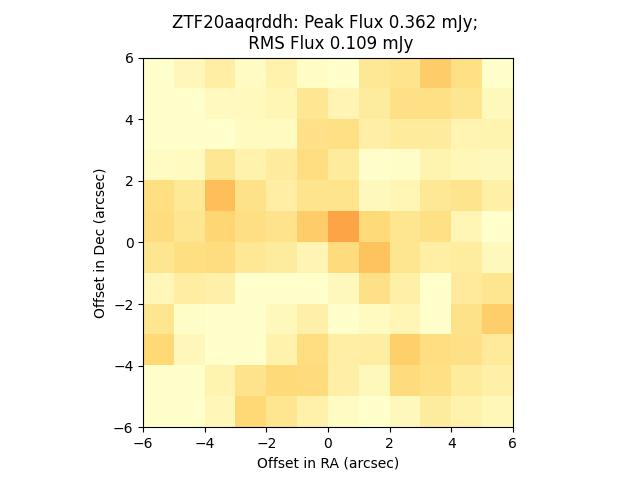 ZTF20aaqrddh: Peak Flux 0.362 mJy;
RMS Flux 0.109 mJy
6
4
2
0
−2
−4
−6
Offset in Dec (arcsec)
−6 −4 −2 0 2 4 6
Offset in RA (arcsec)